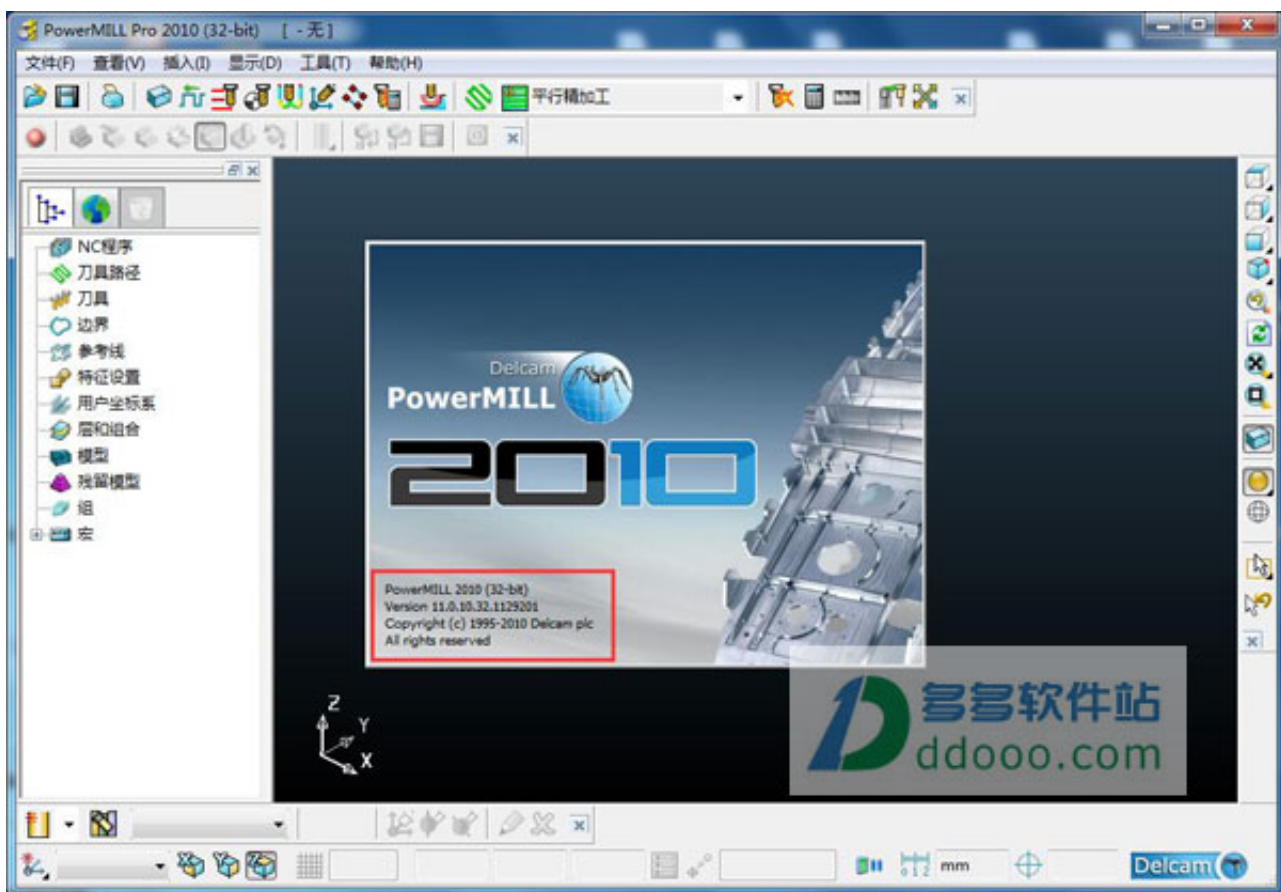 PowerMILL Pro 2010 (32-bit) [ - 无 ]
文件(F) 查看(V) 插入(I) 显示(D) 工具(T) 帮助(H)
平行精加工
NC程序
刀具路径
刀具
边界
参考线
特征设置
用户坐标系
层和组合
模型
残留模型
组
宏
Delcam
PowerMILL
2010
PowerMILL 2010 (32-bit)
Version 11.0.10.32.1129201
Copyright (c) 1995-2010 Delcam plc
All rights reserved
Z
Y
X
多多软件站
ddooo.com
mm
Delcam